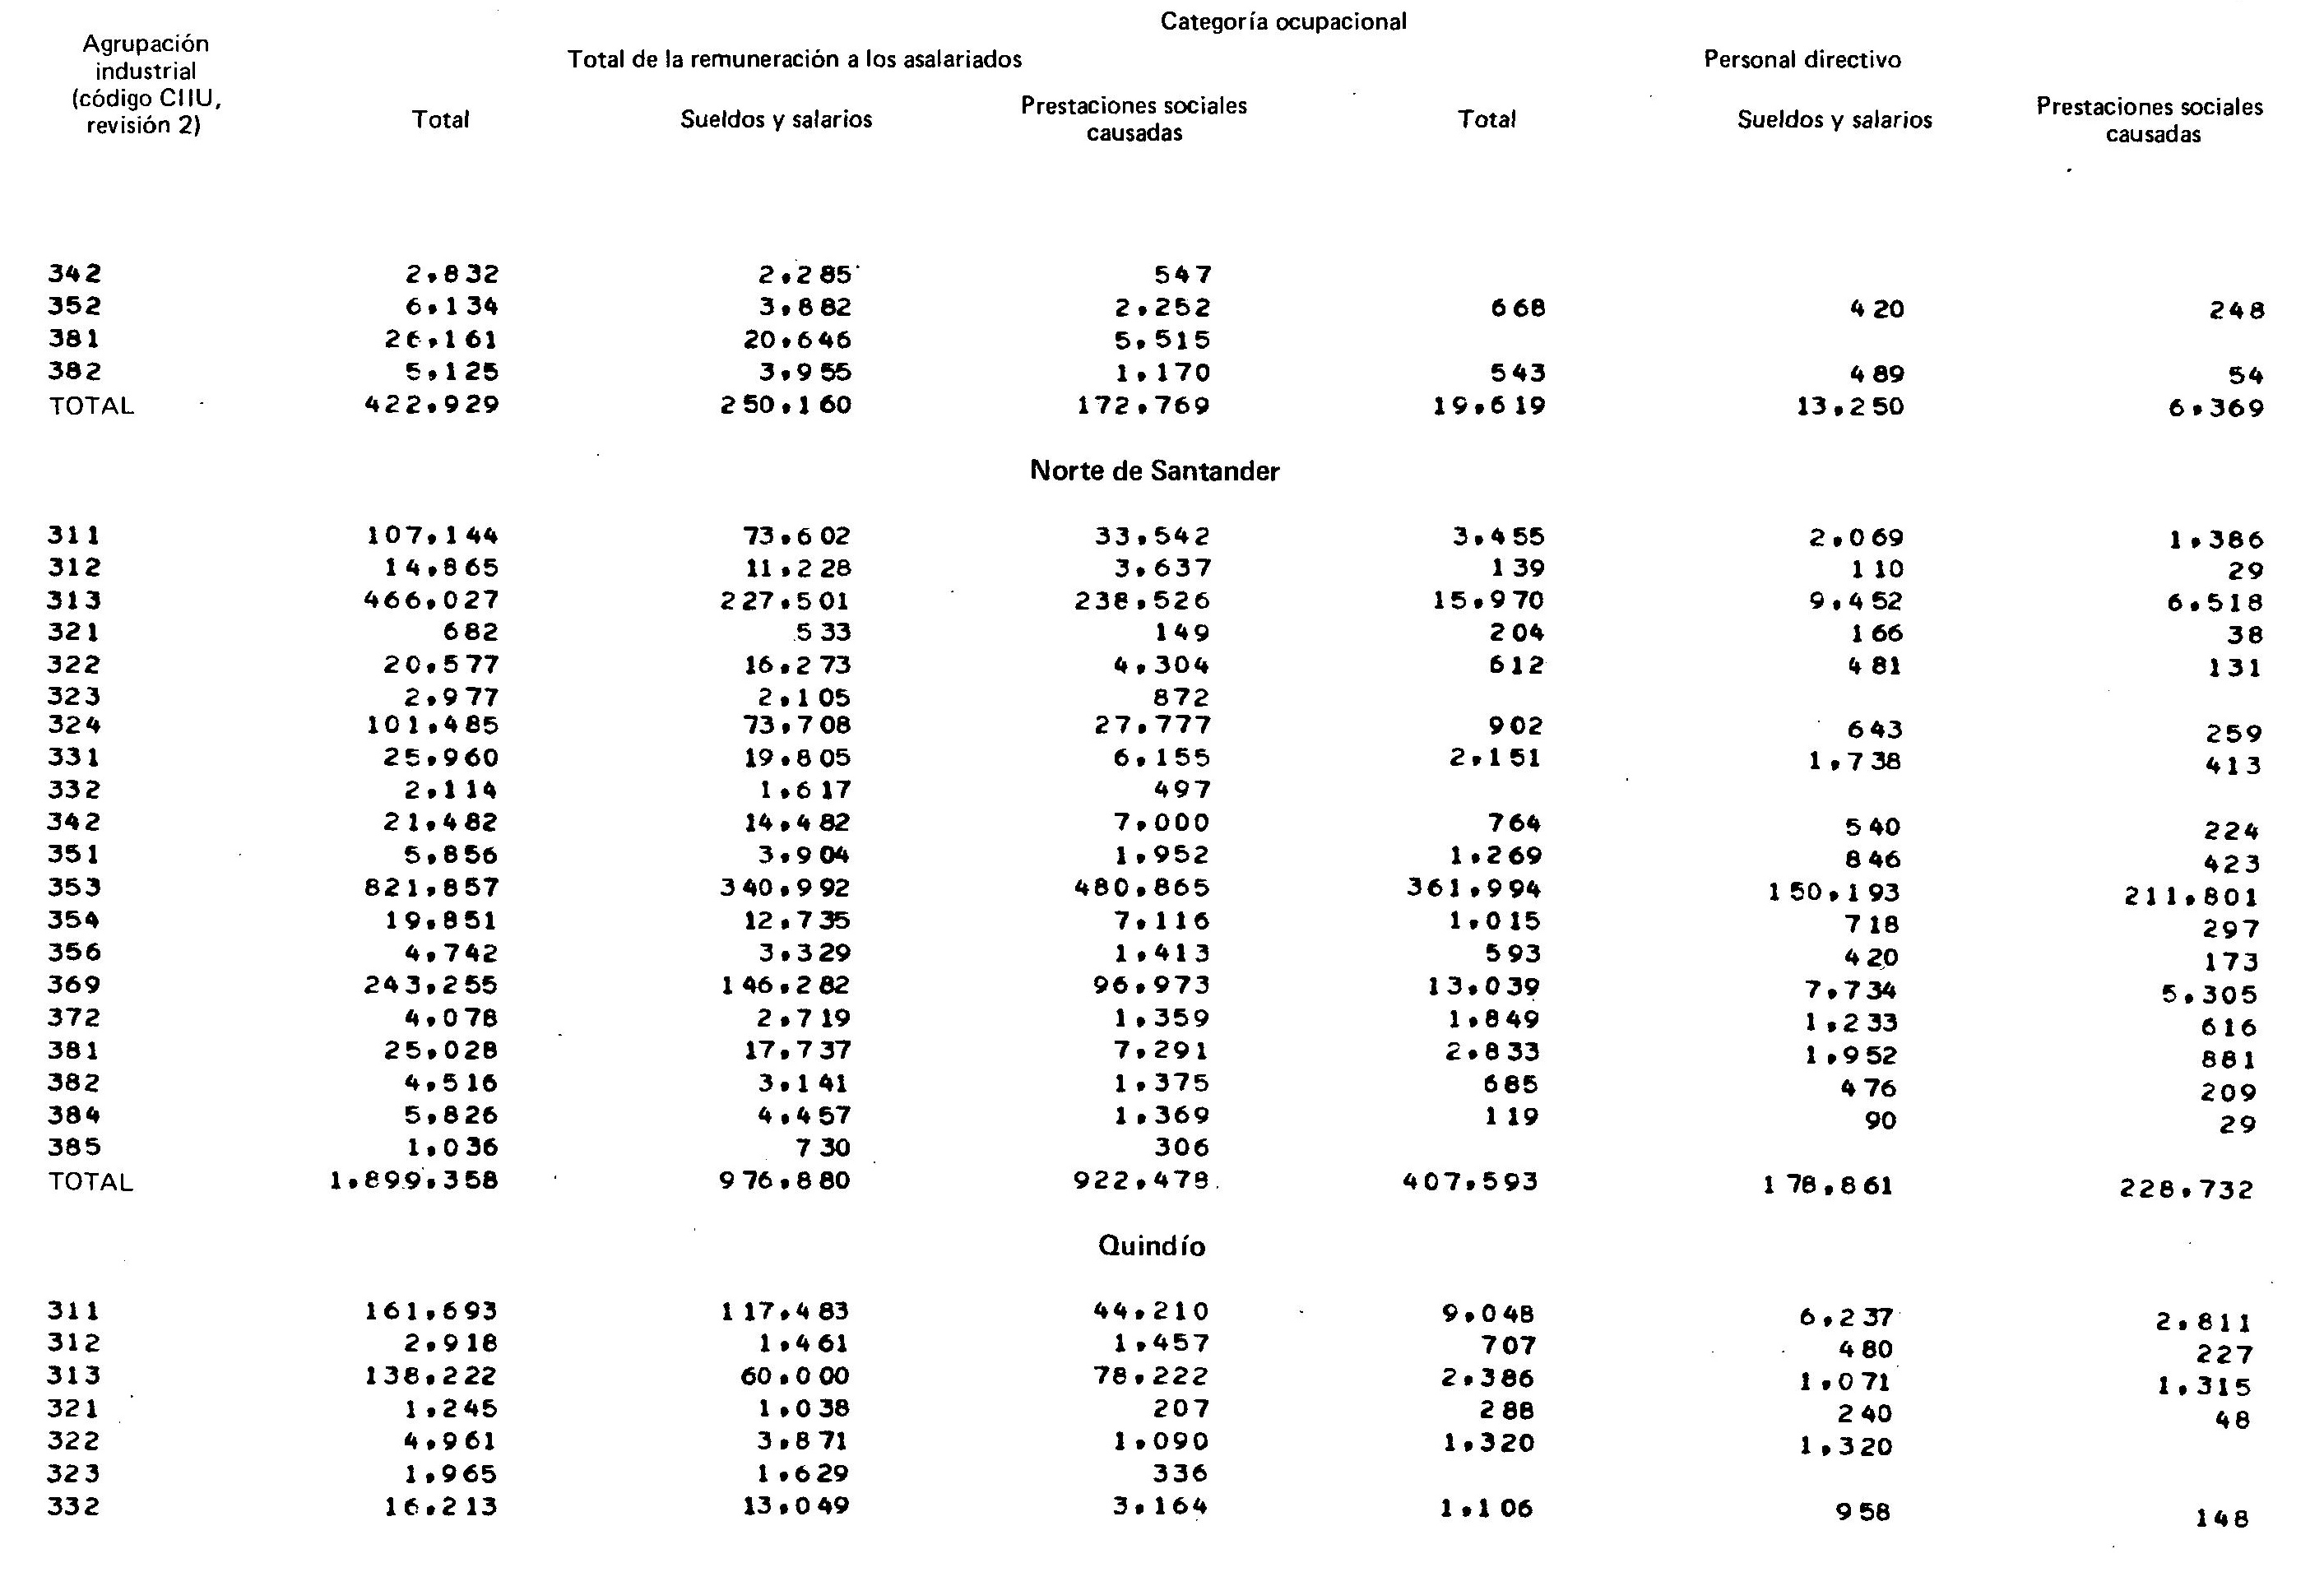 Categoría ocupacional
Agrupación industrial (código CIIU, revisión 2) Total de la remuneración a los asalariados Personal directivo
Total Sueldos y salarios Prestaciones sociales causadas Total Sueldos y salarios Prestaciones sociales causadas
342 2,832 2,285 547
352 6,134 3,882 2,252 668 420 248
381 26,161 20,646 5,515
382 5,125 3,955 1,170 543 489 54
TOTAL 422,929 250,160 172,769 19,619 13,250 6,369
Norte de Santander
311 107,144 73,602 33,542 3,455 2,069 1,386
312 14,865 11,228 3,637 139 110 29
313 466,027 227,501 238,526 15,970 9,452 6,518
321 682 533 149 204 166 38
322 20,577 16,273 4,304 612 481 131
323 2,977 2,105 872
324 101,485 73,708 27,777 902 643 259
331 25,960 19,805 6,155 2,151 1,738 413
332 2,114 1,617 497
342 21,482 14,482 7,000 764 540 224
351 5,856 3,904 1,952 1,269 846 423
353 821,857 340,992 480,865 361,994 150,193 211,801
354 19,851 12,735 7,116 1,015 718 297
356 4,742 3,329 1,413 593 420 173
369 243,255 146,282 96,973 13,039 7,734 5,305
372 4,078 2,719 1,359 1,849 1,233 616
381 25,028 17,737 7,291 2,833 1,952 881
382 4,516 3,141 1,375 685 476 209
384 5,826 4,457 1,369 119 90 29
385 1,036 730 306
TOTAL 1,899,358 976,880 922,478 407,593 178,861 228,732
Quindío
311 161,693 117,483 44,210 9,048 6,237 2,811
312 2,918 1,461 1,457 707 480 227
313 138,222 60,000 78,222 2,386 1,071 1,315
321 1,245 1,038 207 288 240 48
322 4,961 3,871 1,090 1,320 1,320
323 1,965 1,629 336
332 16,213 13,049 3,164 1,106 958 148